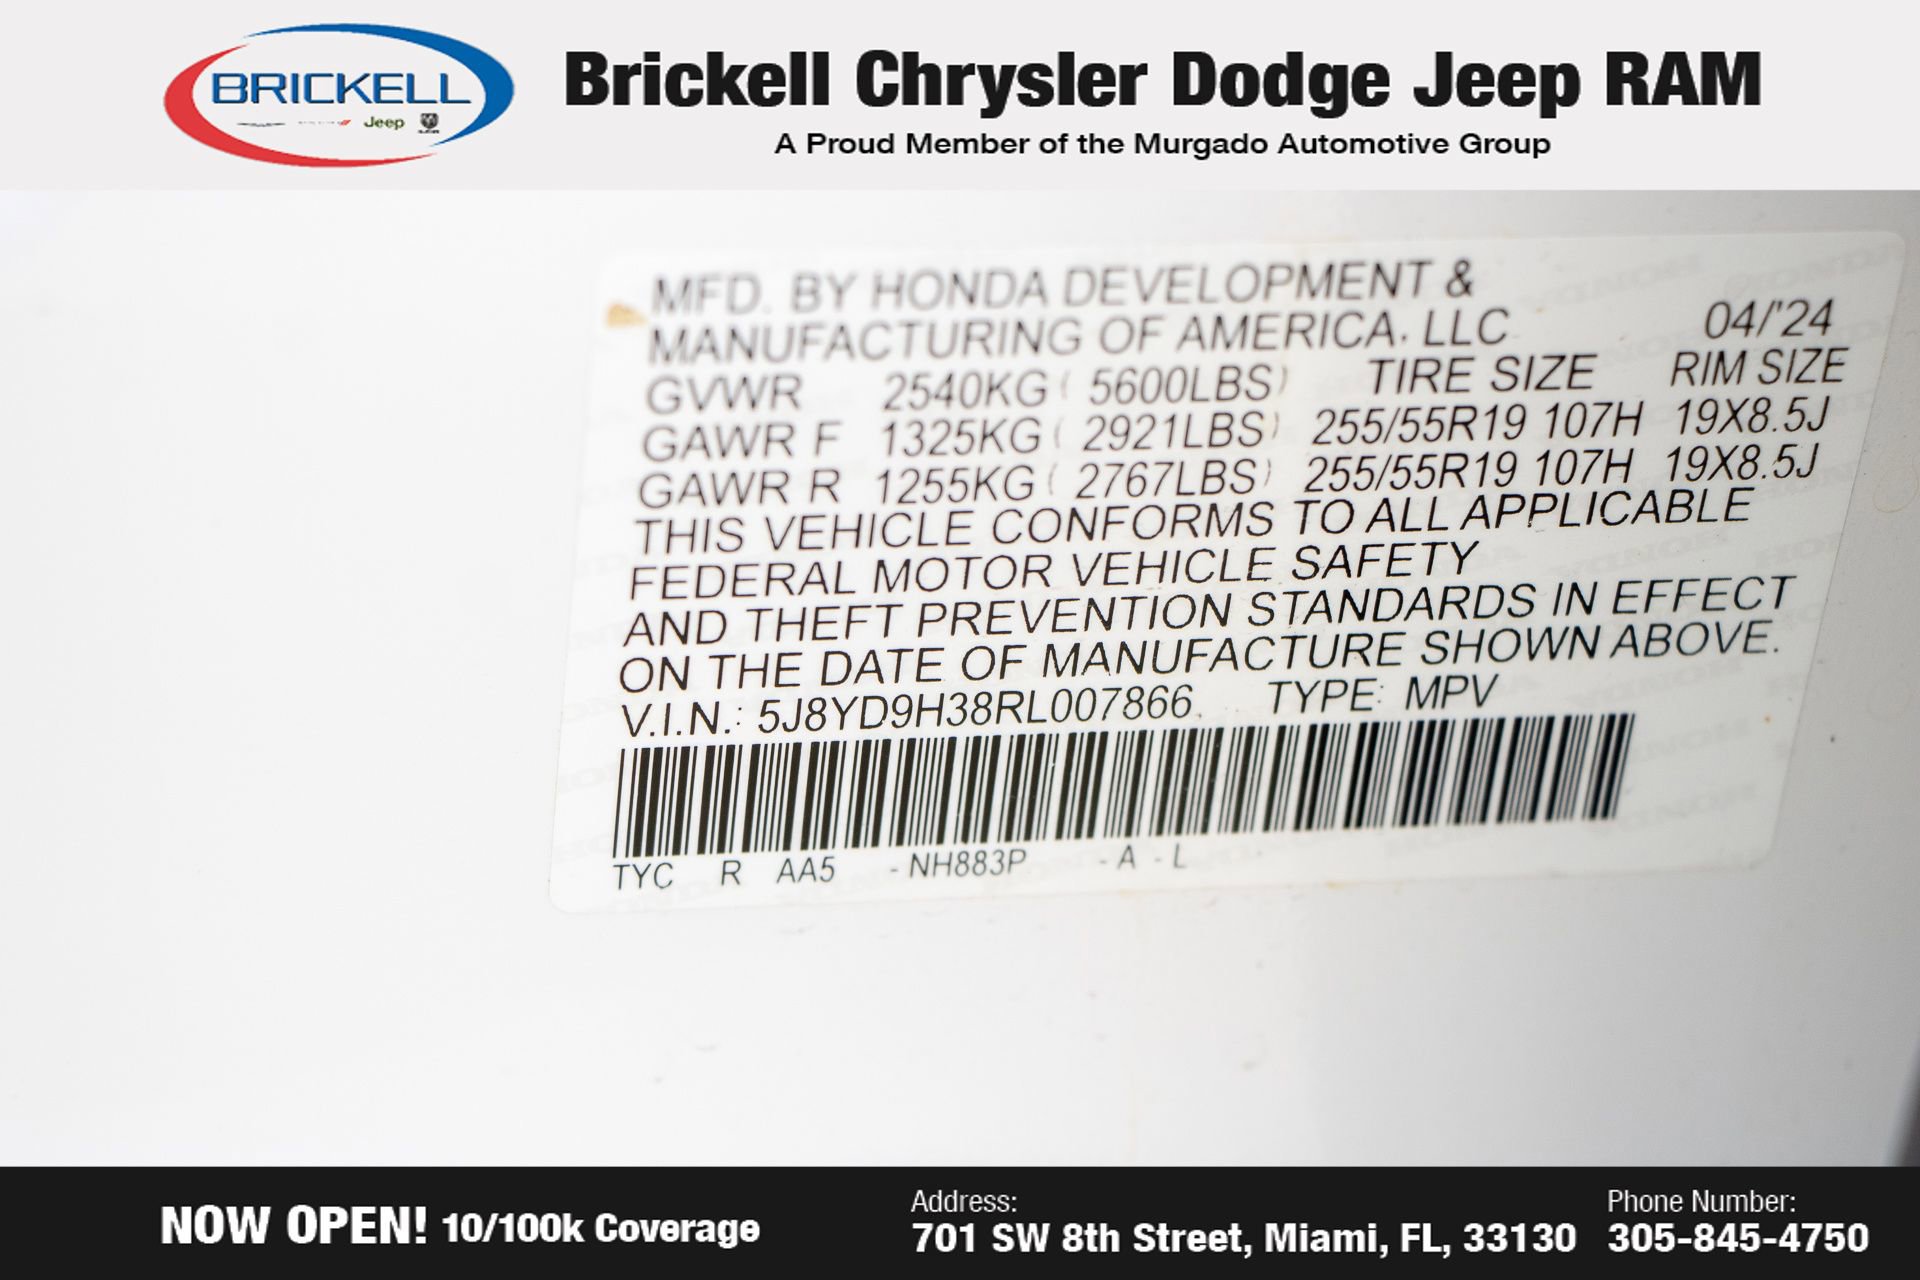 BRICKELL
Jeep
Brickell Chrysler Dodge Jeep RAM
A Proud Member of the Murgado Automotive Group
MFD. BY HONDA DEVELOPMENT &
MANUFACTURING OF AMERICA, LLC 04/'24
GVWR 2540KG ( 5600LBS) TIRE SIZE RIM SIZE
GAWR F 1325KG ( 2921LBS) 255/55R19 107H 19X8.5J
GAWR R 1255KG ( 2767LBS) 255/55R19 107H 19X8.5J
THIS VEHICLE CONFORMS TO ALL APPLICABLE
FEDERAL MOTOR VEHICLE SAFETY
AND THEFT PREVENTION STANDARDS IN EFFECT
ON THE DATE OF MANUFACTURE SHOWN ABOVE.
V.I.N.: 5J8YD9H38RL007866 TYPE: MPV
TYC R AA5 - NH883P - A - L
NOW OPEN! 10/100k Coverage
Address:
701 SW 8th Street, Miami, FL, 33130
Phone Number:
305-845-4750